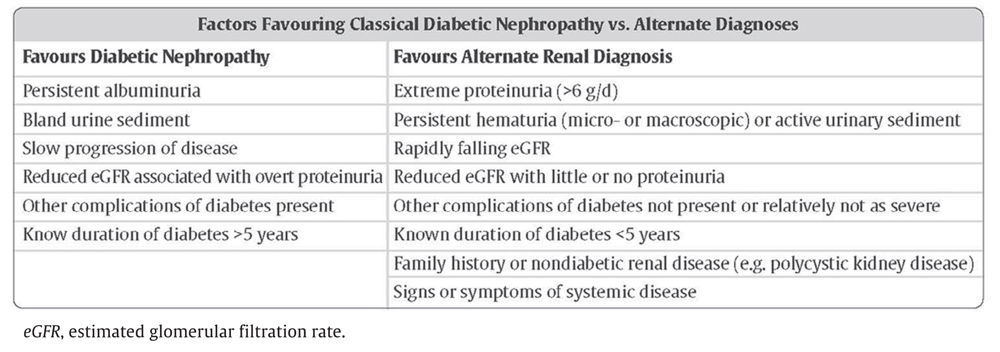 Factors Favouring Classical Diabetic Nephropathy vs. Alternate Diagnoses
Favours Diabetic Nephropathy Favours Alternate Renal Diagnosis
Persistent albuminuria Extreme proteinuria (>6 g/d)
Bland urine sediment Persistent hematuria (micro- or macroscopic) or active urinary sediment
Slow progression of disease Rapidly falling eGFR
Reduced eGFR associated with overt proteinuria Reduced eGFR with little or no proteinuria
Other complications of diabetes present Other complications of diabetes not present or relatively not as severe
Know duration of diabetes >5 years Known duration of diabetes <5 years
Family history or nondiabetic renal disease (e.g. polycystic kidney disease)
Signs or symptoms of systemic disease
eGFR, estimated glomerular filtration rate.